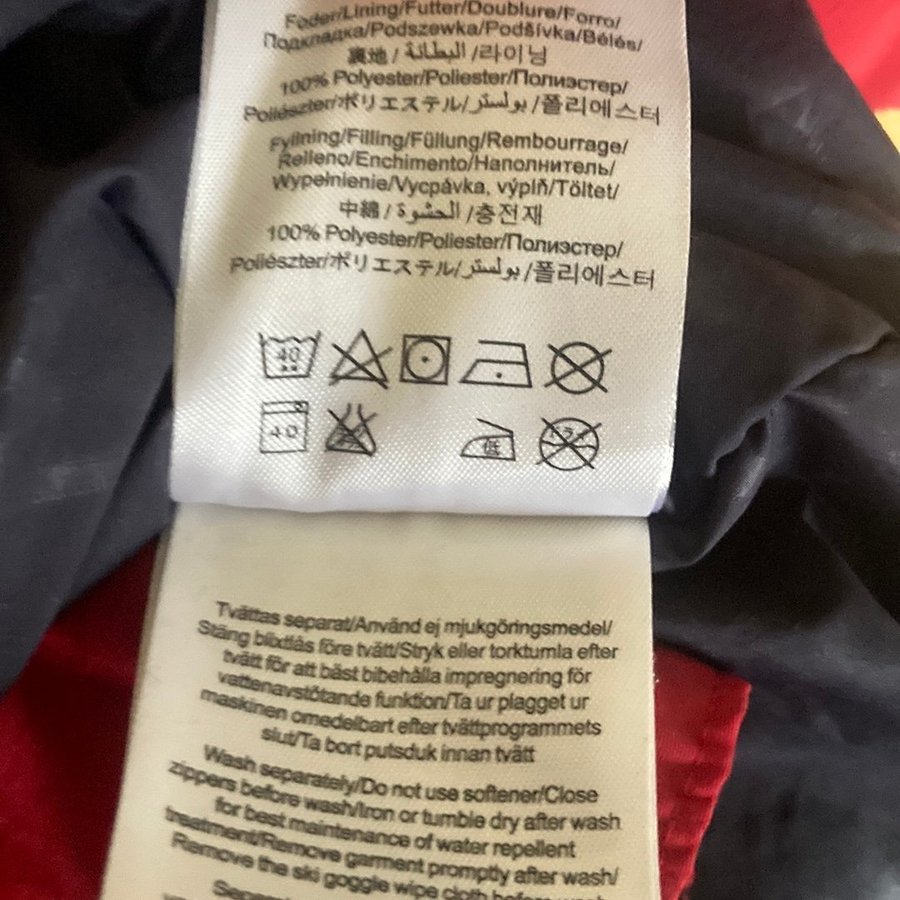 Foder/Lining/Futter/Doublure/Forro/
Подкладка/Podszewka/Podšívka/Bélés/
裏地/البطانة/라이닝
100% Polyester/Poliester/Полиэстер/
Poliészter/ポリエステル/بولستر/폴리에스터
Fyllning/Filling/Füllung/Rembourrage/
Relleno/Enchimento/Наполнитель/
Wypełnienie/Vycpávka, výplň/Töltet/
中綿/الحشوة/충전재
100% Polyester/Poliester/Полиэстер/
Poliészter/ポリエステル/بولستر/폴리에스터
40
40 低 ドライ
Tvättas separat/Använd ej mjukgöringsmedel/
Stäng blixtlås före tvätt/Stryk eller torktumla efter
tvätt för att bäst bibehålla impregnering för
vattenavstötande funktion/Ta ur plagget ur
maskinen omedelbart efter tvättprogrammets
slut/Ta bort putsduk innan tvätt
Wash separately/Do not use softener/Close
zippers before wash/Iron or tumble dry after wash
for best maintenance of water repellent
treatment/Remove garment promptly after wash/
Remove the ski goggle wipe cloth before wash